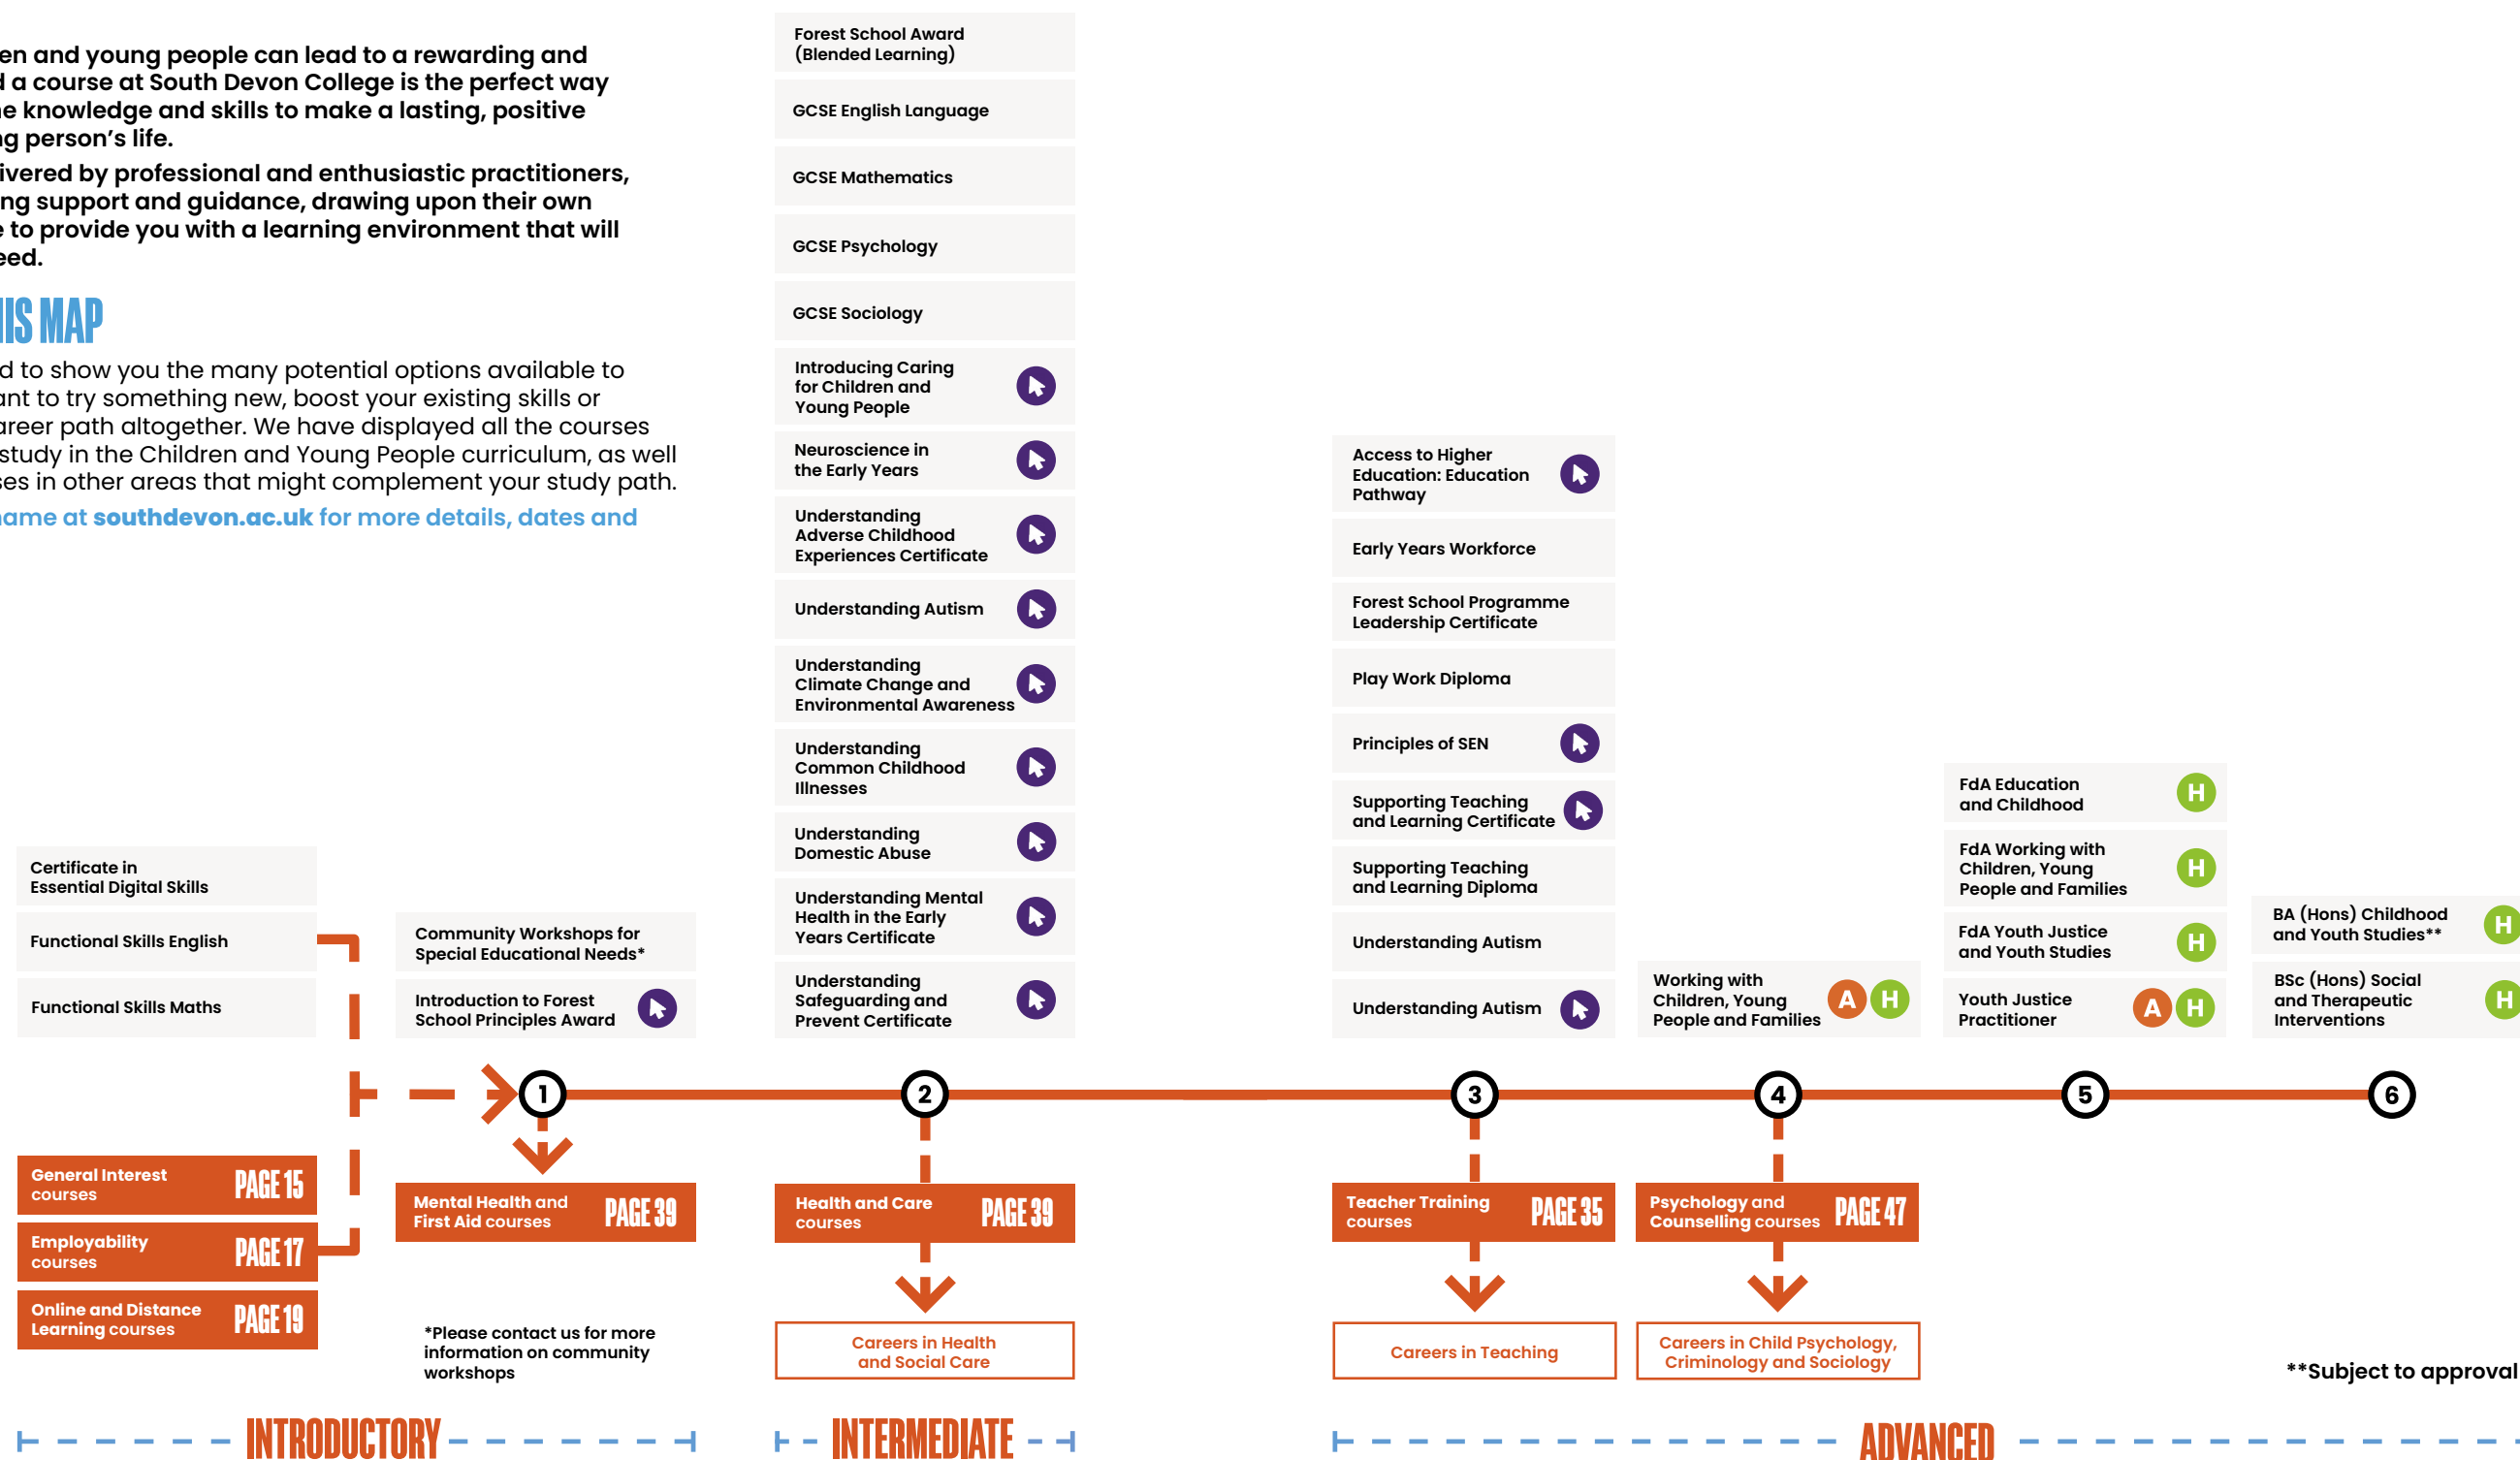 en and young people can lead to a rewarding and
a course at South Devon College is the perfect way
knowledge and skills to make a lasting, positive
person's life.
ivered by professional and enthusiastic practitioners,
ng support and guidance, drawing upon their own
to provide you with a learning environment that will
eed.
IS MAP
d to show you the many potential options available to
ant to try something new, boost your existing skills or
areer path altogether. We have displayed all the courses
study in the Children and Young People curriculum, as well
ses in other areas that might complement your study path.
name at southdevon.ac.uk for more details, dates and
Certificate in
Essential Digital Skills
Functional Skills English
Functional Skills Maths
Community Workshops for
Special Educational Needs*
Introduction to Forest
School Principles Award
Forest School Award
(Blended Learning)
GCSE English Language
GCSE Mathematics
GCSE Psychology
GCSE Sociology
Introducing Caring
for Children and
Young People
Neuroscience in
the Early Years
Understanding
Adverse Childhood
Experiences Certificate
Understanding Autism
Understanding
Climate Change and
Environmental Awareness
Understanding
Common Childhood
Illnesses
Understanding
Domestic Abuse
Understanding Mental
Health in the Early
Years Certificate
Understanding
Safeguarding and
Prevent Certificate
Access to Higher
Education: Education
Pathway
Early Years Workforce
Forest School Programme
Leadership Certificate
Play Work Diploma
Principles of SEN
Supporting Teaching
and Learning Certificate
Supporting Teaching
and Learning Diploma
Understanding Autism
Understanding Autism
Working with
Children, Young
People and Families
A H
FdA Education
and Childhood
H
FdA Working with
Children, Young
People and Families
H
FdA Youth Justice
and Youth Studies
H
Youth Justice
Practitioner
A H
BA (Hons) Childhood
and Youth Studies**
H
BSc (Hons) Social
and Therapeutic
Interventions
H
1 2 3 4 5 6
General Interest
courses
PAGE 15
Employability
courses
PAGE 17
Online and Distance
Learning courses
PAGE 19
Mental Health and
First Aid courses
PAGE 39
Health and Care
courses
PAGE 39
Teacher Training
courses
PAGE 35
Psychology and
Counselling courses
PAGE 47
*Please contact us for more
information on community
workshops
Careers in Health
and Social Care
Careers in Teaching
Careers in Child Psychology,
Criminology and Sociology
**Subject to approval
INTRODUCTORY
INTERMEDIATE
ADVANCED